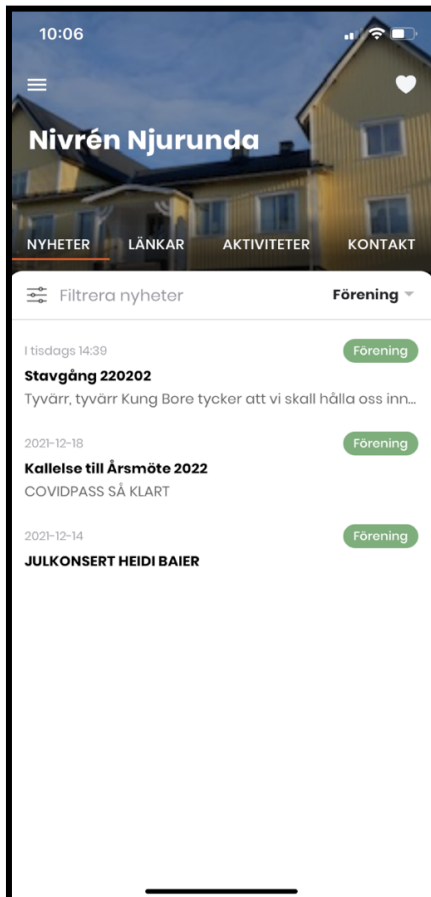 10:06
Nivrén Njurunda
NYHETER LÄNKAR AKTIVITETER KONTAKT
Filtrera nyheter Förening
I tisdags 14:39 Förening
Stavgång 220202
Tyvärr, tyvärr Kung Bore tycker att vi skall hålla oss inn...
2021-12-18 Förening
Kallelse till Årsmöte 2022
COVIDPASS SÅ KLART
2021-12-14 Förening
JULKONSERT HEIDI BAIER